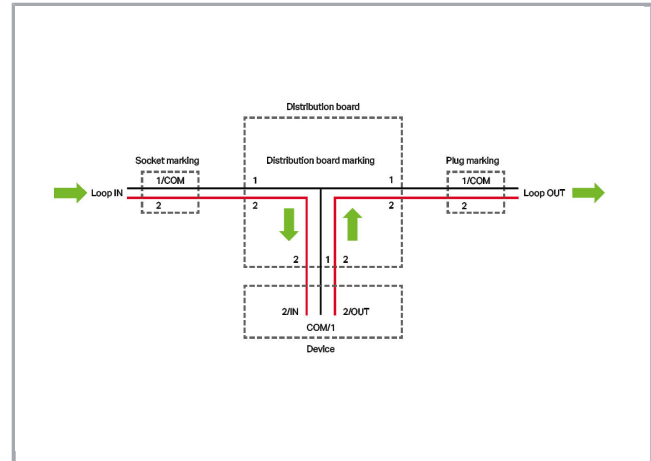 Distribution board
Socket marking
Distribution board marking
Plug marking
Loop IN
1/COM
1
1
1/COM
Loop OUT
2
2
2
2
2
1
2
2/IN
2/OUT
COM/1
Device